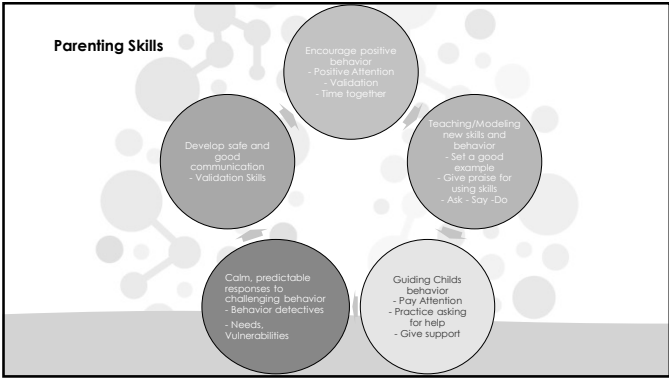 Parenting Skills
Encourage positive
behavior
- Positive Attention
- Validation
- Time together
Teaching/Modeling
new skills and
behavior
- Set a good
example
- Give praise for
using skills
- Ask - Say -Do
Guiding Childs
behavior
- Pay Attention
- Practice asking
for help
- Give support
Calm, predictable
responses to
challenging behavior
- Behavior detectives
- Needs,
Vulnerabilities
Develop safe and
good
communication
- Validation Skills